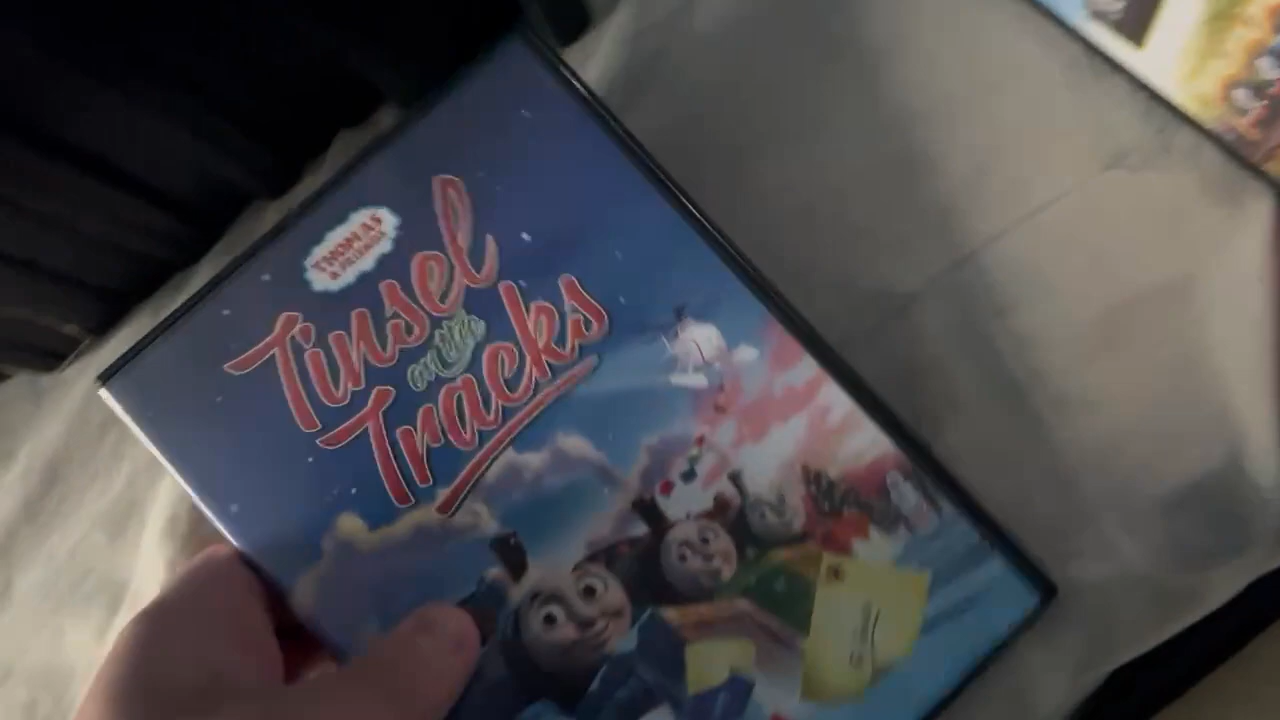 THOMAS
& FRIENDS
Tinsel
on the
Tracks